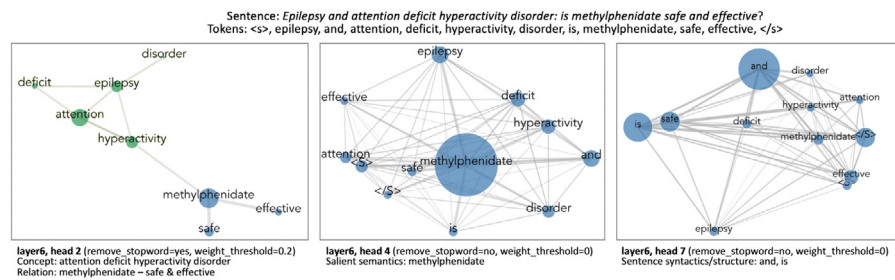 Sentence: Epilepsy and attention deficit hyperactivity disorder: is methylphenidate safe and effective?
Tokens: <s>, epilepsy, and, attention, deficit, hyperactivity, disorder, is, methylphenidate, safe, effective, </s>
disorder
deficit
epilepsy
attention
hyperactivity
methylphenidate
effective
safe
layer6, head 2 (remove_stopword=yes, weight_threshold=0.2)
Concept: attention deficit hyperactivity disorder
Relation: methylphenidate – safe & effective
epilepsy
effective
deficit
hyperactivity
attention
<S>
safe
methylphenidate
and
</S>
disorder
is
layer6, head 4 (remove_stopword=no, weight_threshold=0)
Salient semantics: methylphenidate
and
disorder
attention
hyperactivity
is
safe
deficit
methylphenidate
</S>
effective
epilepsy
layer6, head 7 (remove_stopword=no, weight_threshold=0)
Sentence syntactics/structure: and, is